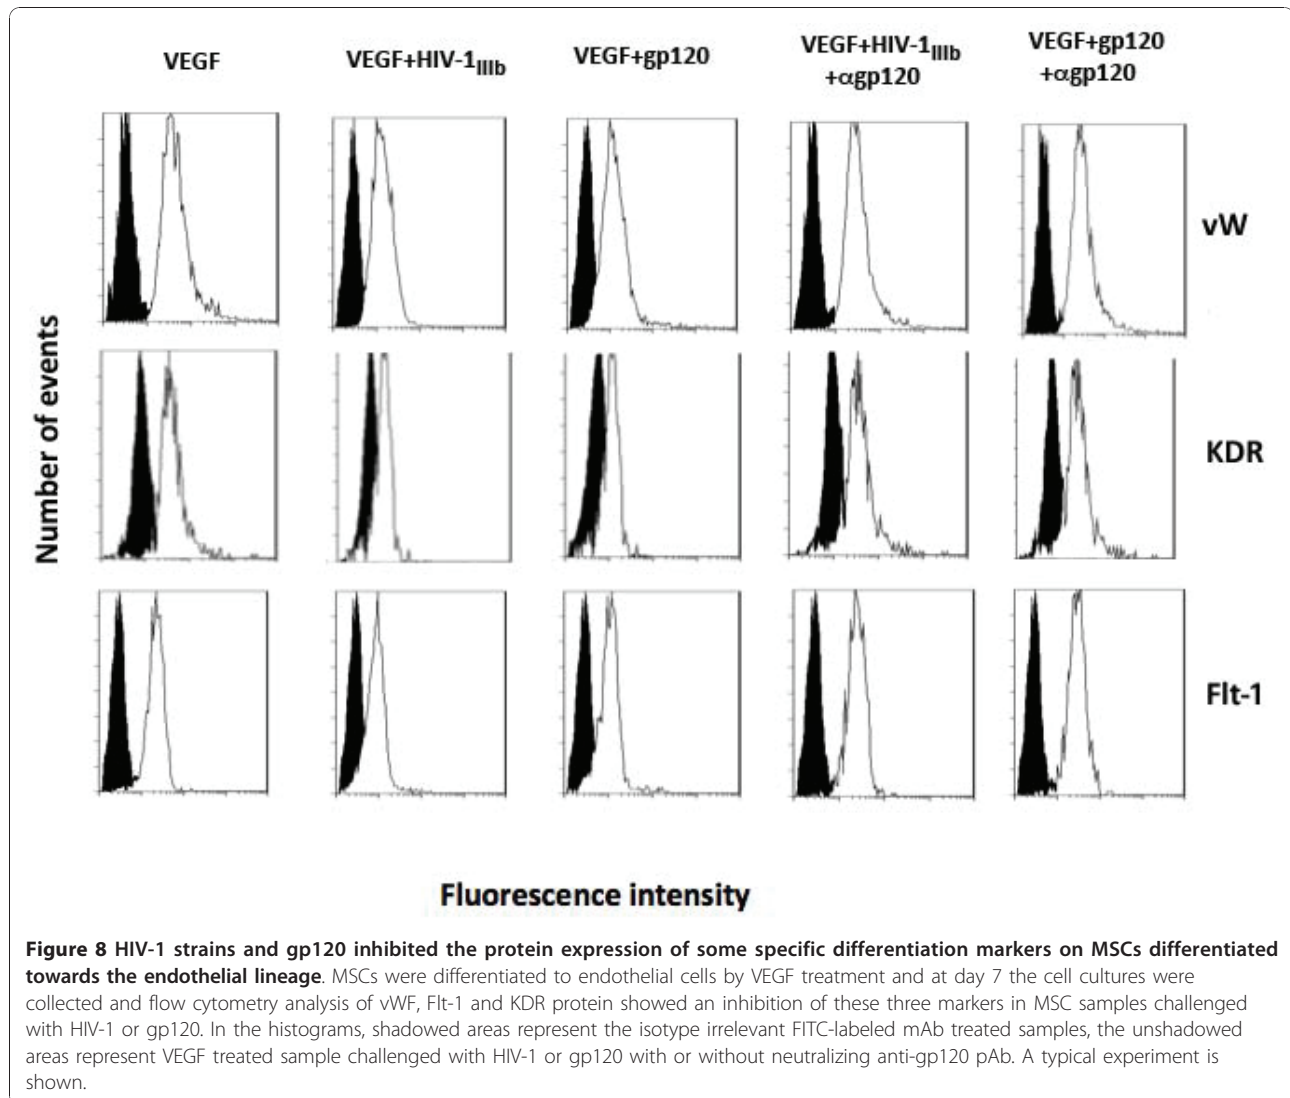 VEGF
VEGF+HIV-1IIIb
VEGF+gp120
VEGF+HIV-1IIIb
+αgp120
VEGF+gp120
+αgp120
vW
KDR
Flt-1
Number of events
Fluorescence intensity
Figure 8 HIV-1 strains and gp120 inhibited the protein expression of some specific differentiation markers on MSCs differentiated
towards the endothelial lineage. MSCs were differentiated to endothelial cells by VEGF treatment and at day 7 the cell cultures were
collected and flow cytometry analysis of vWF, Flt-1 and KDR protein showed an inhibition of these three markers in MSC samples challenged
with HIV-1 or gp120. In the histograms, shadowed areas represent the isotype irrelevant FITC-labeled mAb treated samples, the unshadowed
areas represent VEGF treated sample challenged with HIV-1 or gp120 with or without neutralizing anti-gp120 pAb. A typical experiment is
shown.